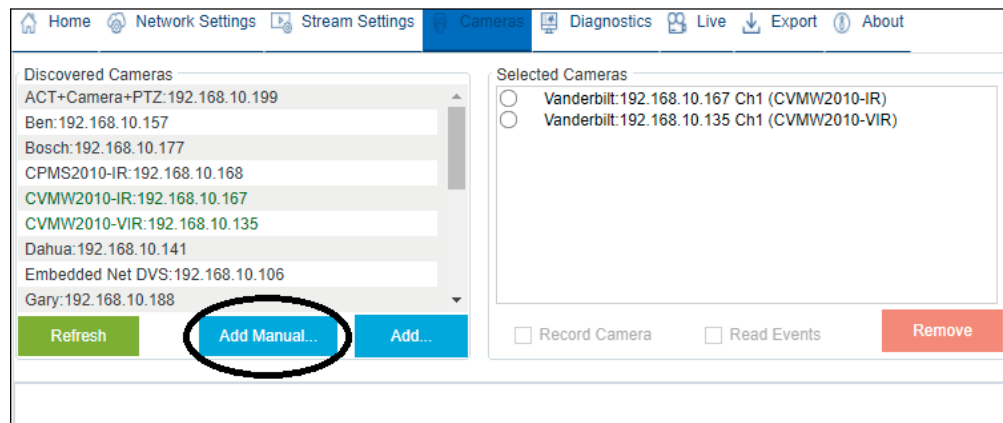 Home Network Settings Stream Settings Cameras Diagnostics Live Export About
Discovered Cameras
ACT+Camera+PTZ:192.168.10.199
Ben:192.168.10.157
Bosch:192.168.10.177
CPMS2010-IR:192.168.10.168
CVMW2010-IR:192.168.10.167
CVMW2010-VIR:192.168.10.135
Dahua:192.168.10.141
Embedded Net DVS:192.168.10.106
Gary:192.168.10.188
Refresh Add Manual... Add...
Selected Cameras
Vanderbilt:192.168.10.167 Ch1 (CVMW2010-IR)
Vanderbilt:192.168.10.135 Ch1 (CVMW2010-VIR)
Record Camera Read Events Remove